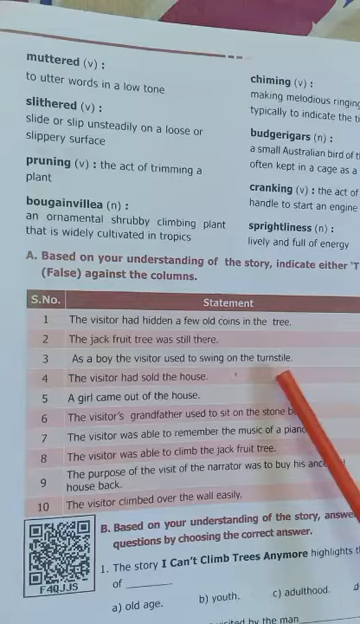 muttered (v) :
to utter words in a low tone
slithered (v) :
slide or slip unsteadily on a loose or
slippery surface
pruning (v) : the act of trimming a
plant
bougainvillea (n) :
an ornamental shrubby climbing plant
that is widely cultivated in tropics
chiming (v) :
making melodious ringing
typically to indicate the
budgerigars (n) :
a small Australian bird of
often kept in a cage as a
cranking (v) : the act of
handle to start an engine
sprightliness (n) :
lively and full of energy
A. Based on your understanding of the story, indicate either 'T
(False) against the columns.
S.No. Statement
1 The visitor had hidden a few old coins in the tree.
2 The jack fruit tree was still there.
3 As a boy the visitor used to swing on the turnstile.
4 The visitor had sold the house.
5 A girl came out of the house.
6 The visitor's grandfather used to sit on the stone
7 The visitor was able to remember the music of a piano
8 The visitor was able to climb the jack fruit tree.
9 The purpose of the visit of the narrator was to buy his
house back.
10 The visitor climbed over the wall easily.
F4QJJS
B. Based on your understanding of the story,
questions by choosing the correct answer.
1. The story I Can't Climb Trees Anymore highlights
of ________
a) old age. b) youth. c) adulthood.
by the man